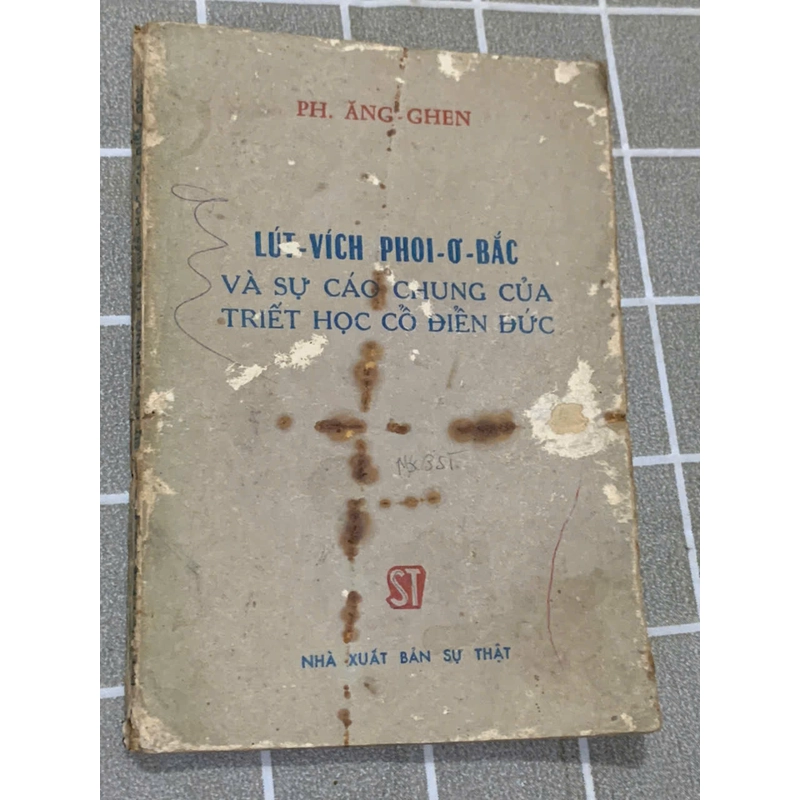 PH. ĂNG-GHEN
LÚT-VÍCH PHOI-Ơ-BẮC
VÀ SỰ CÁO CHUNG CỦA
TRIẾT HỌC CỔ ĐIỂN ĐỨC
NXBST
ST
NHÀ XUẤT BẢN SỰ THẬT